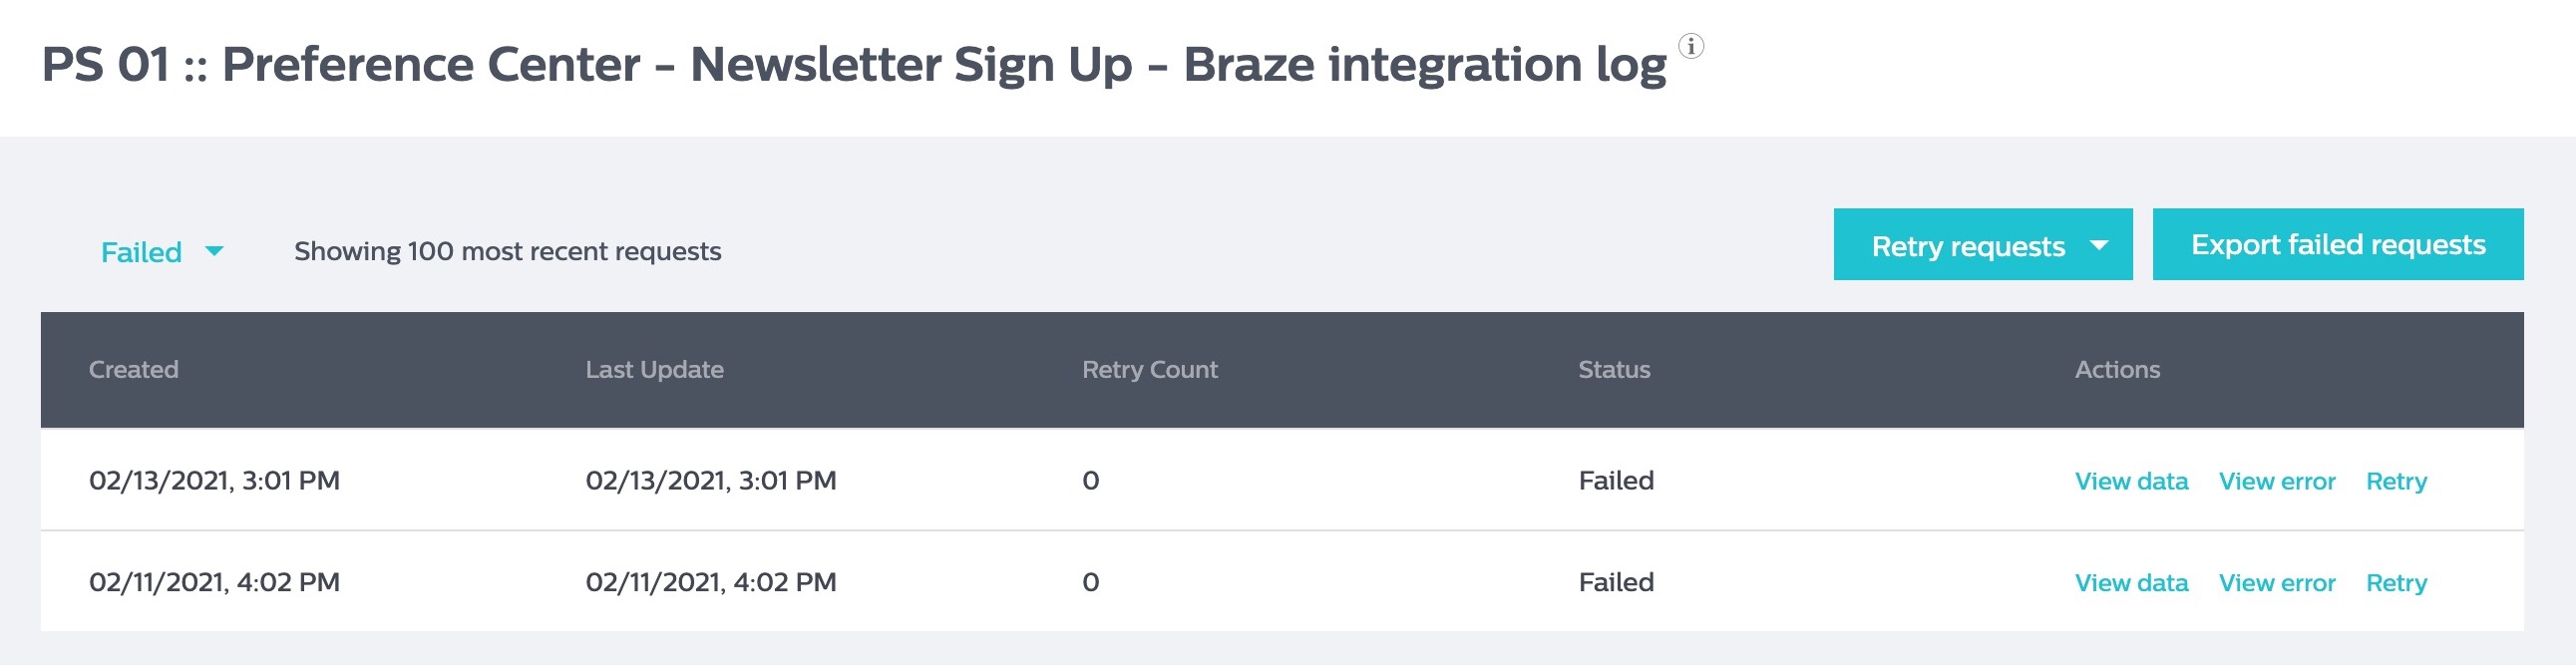 PS 01 :: Preference Center - Newsletter Sign Up - Braze integration log i
Failed Showing 100 most recent requests Retry requests Export failed requests
Created Last Update Retry Count Status Actions
02/13/2021, 3:01 PM 02/13/2021, 3:01 PM 0 Failed View data View error Retry
02/11/2021, 4:02 PM 02/11/2021, 4:02 PM 0 Failed View data View error Retry